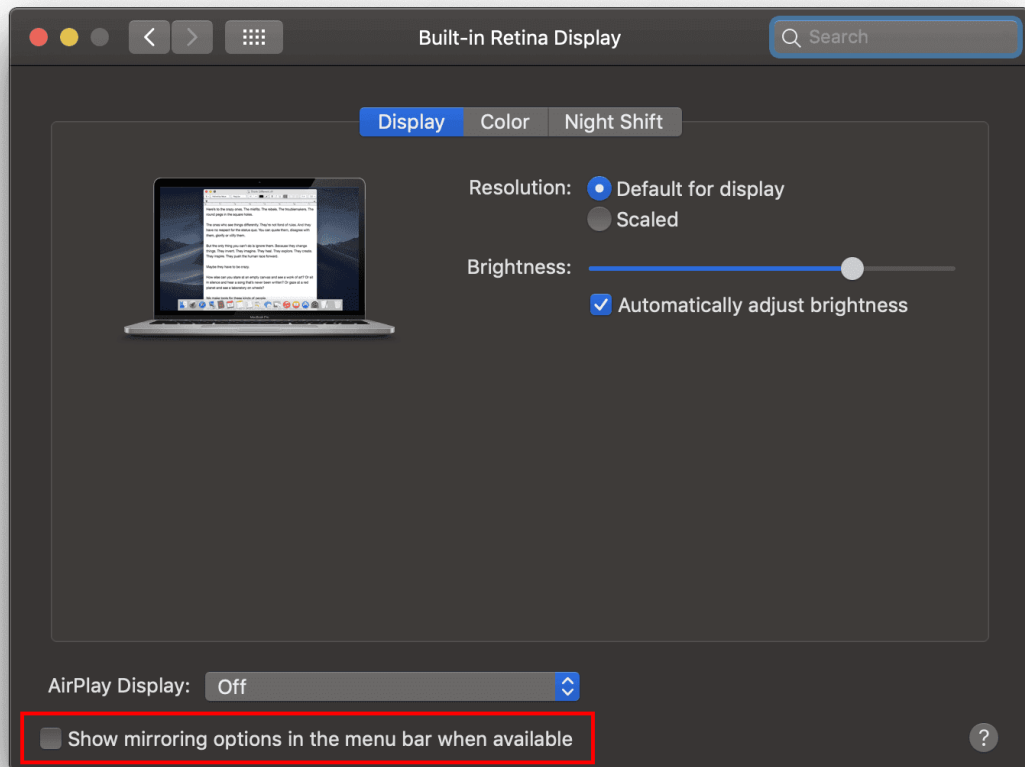 Built-in Retina Display
Search
Display Color Night Shift
Resolution: Default for display
Scaled
Brightness:
Automatically adjust brightness
AirPlay Display: Off
Show mirroring options in the menu bar when available
?